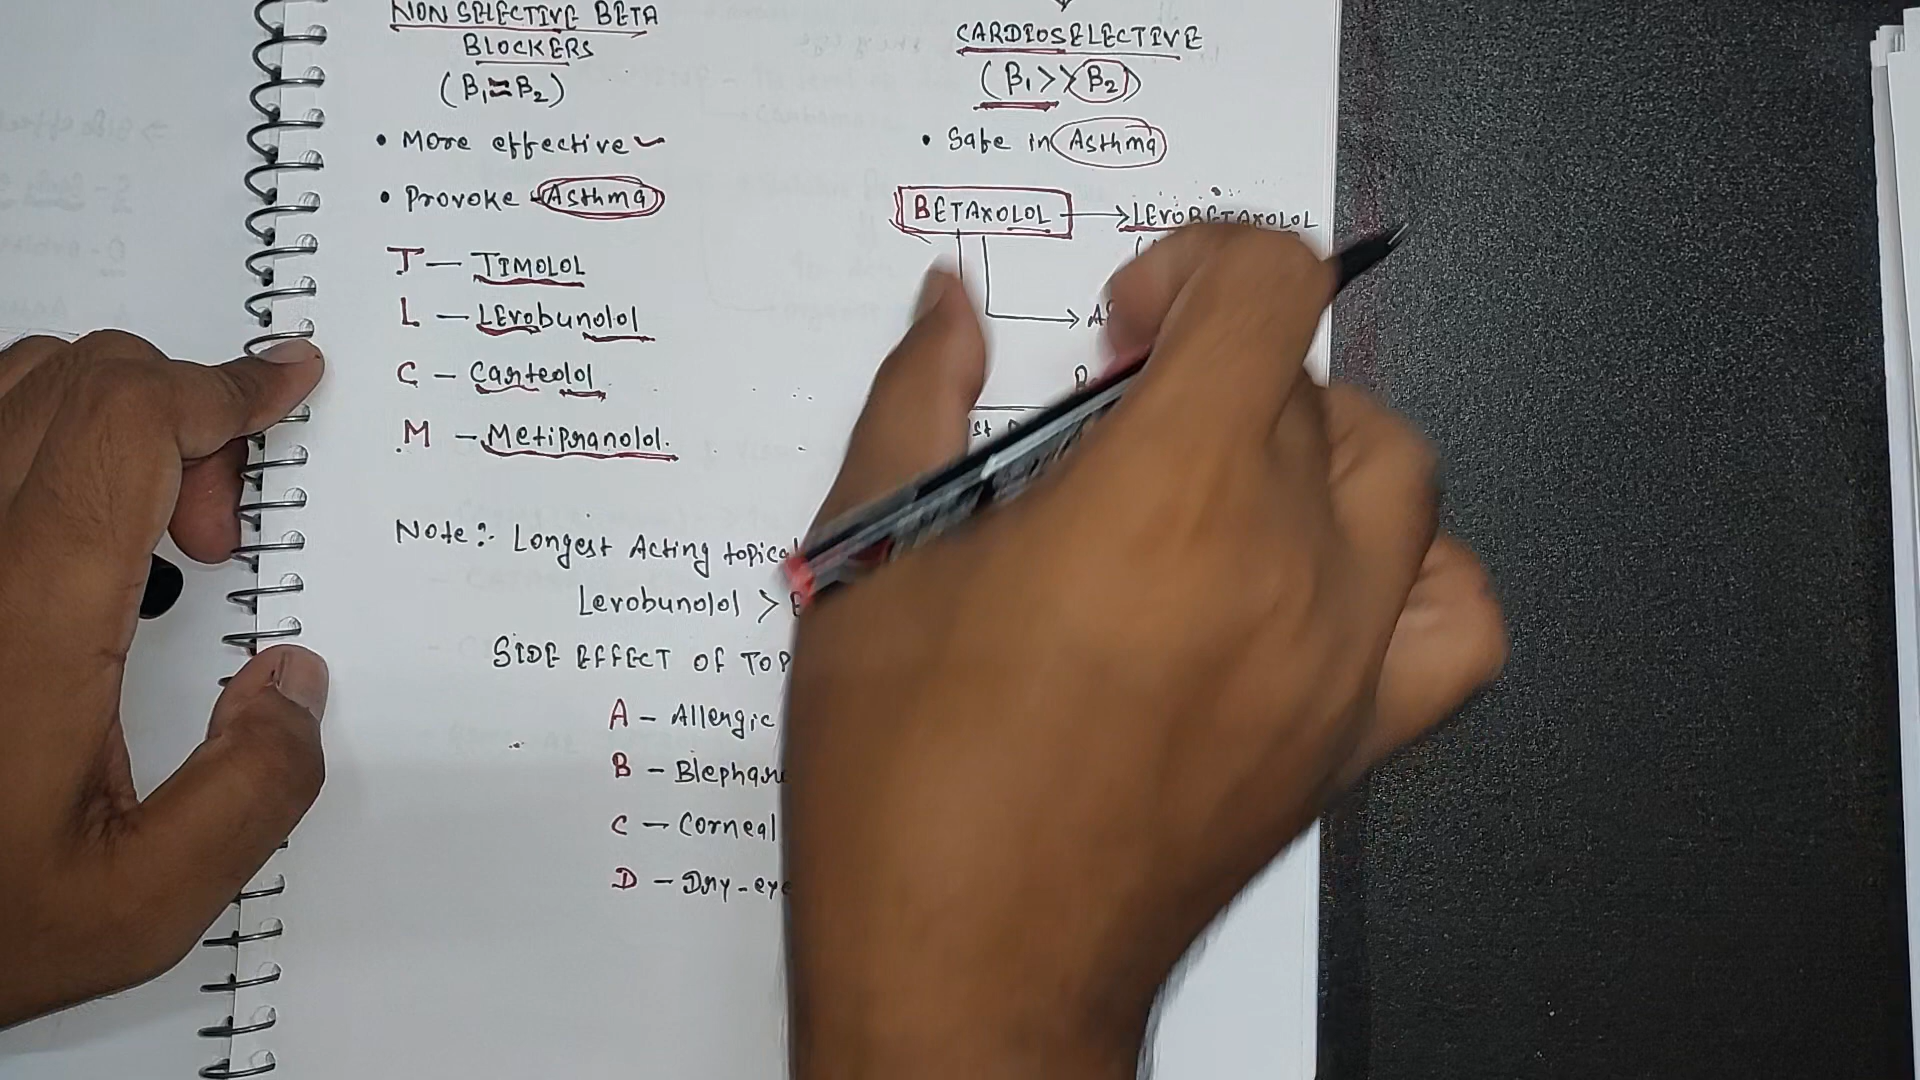 NON SELECTIVE BETA
BLOCKERS
(B₁≈B₂)
• More effective
• Provoke Asthma
T — TIMOLOL
L — LEvobunolol
C — Carteolol
M — Metipranolol.
Note:- Longest Acting topical
Levobunolol >
SIDE EFFECT OF TOP
A — Allergic
B — Blepharo
C — Corneal
D — Dry-eye
CARDIOSELECTIVE
(B₁>>B₂)
• Safe in Asthma
BETAXOLOL → LEVOBETAXOLOL